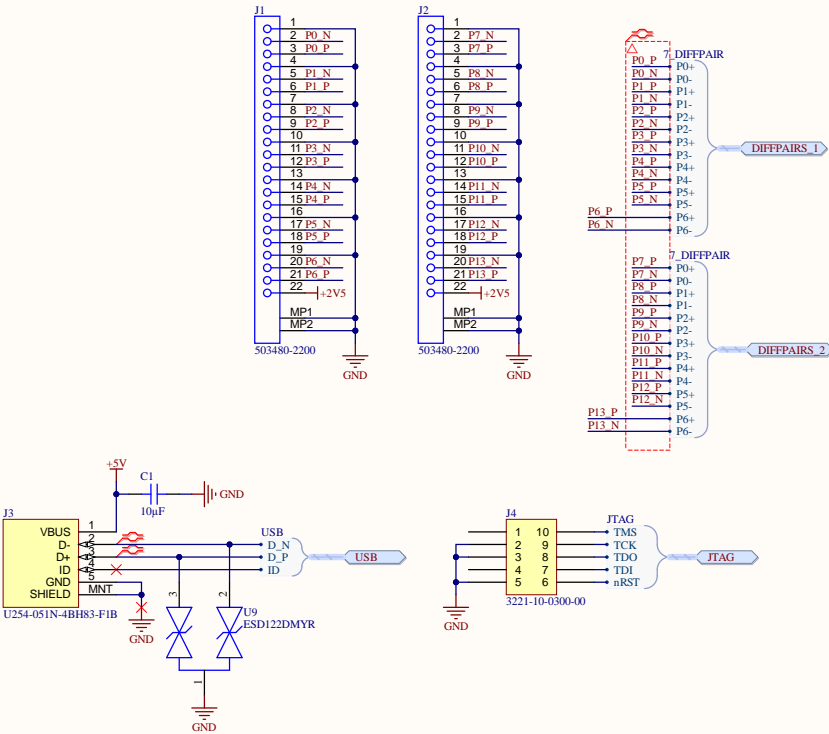 J1
1
2 P0_N
3 P0_P
4
5 P1_N
6 P1_P
7
8 P2_N
9 P2_P
10
11 P3_N
12 P3_P
13
14 P4_N
15 P4_P
16
17 P5_N
18 P5_P
19
20 P6_N
21 P6_P
22 +2V5
MP1
MP2
503480-2200
GND
J2
1
2 P7_N
3 P7_P
4
5 P8_N
6 P8_P
7
8 P9_N
9 P9_P
10
11 P10_N
12 P10_P
13
14 P11_N
15 P11_P
16
17 P12_N
18 P12_P
19
20 P13_N
21 P13_P
22 +2V5
MP1
MP2
503480-2200
GND
7_DIFFPAIR
P0_P P0+
P0_N P0-
P1_P P1+
P1_N P1-
P2_P P2+
P2_N P2-
P3_P P3+
P3_N P3-
P4_P P4+
P4_N P4-
P5_P P5+
P5_N P5-
P6_P P6+
P6_N P6-
DIFFPAIRS_1
7_DIFFPAIR
P7_P P0+
P7_N P0-
P8_P P1+
P8_N P1-
P9_P P2+
P9_N P2-
P10_P P3+
P10_N P3-
P11_P P4+
P11_N P4-
P12_P P5+
P12_N P5-
P13_P P6+
P13_N P6-
DIFFPAIRS_2
+5V
C1
10µF
GND
J3
VBUS 1
D- 2
D+ 3
ID 4
GND 5
SHIELD MNT
U254-051N-4BH83-F1B
GND
USB
D_N
D_P
ID
USB
3
2
U9
ESD122DMYR
1
GND
J4
1 10
2 9
3 8
4 7
5 6
3221-10-0300-00
GND
JTAG
TMS
TCK
TDO
TDI
nRST
JTAG